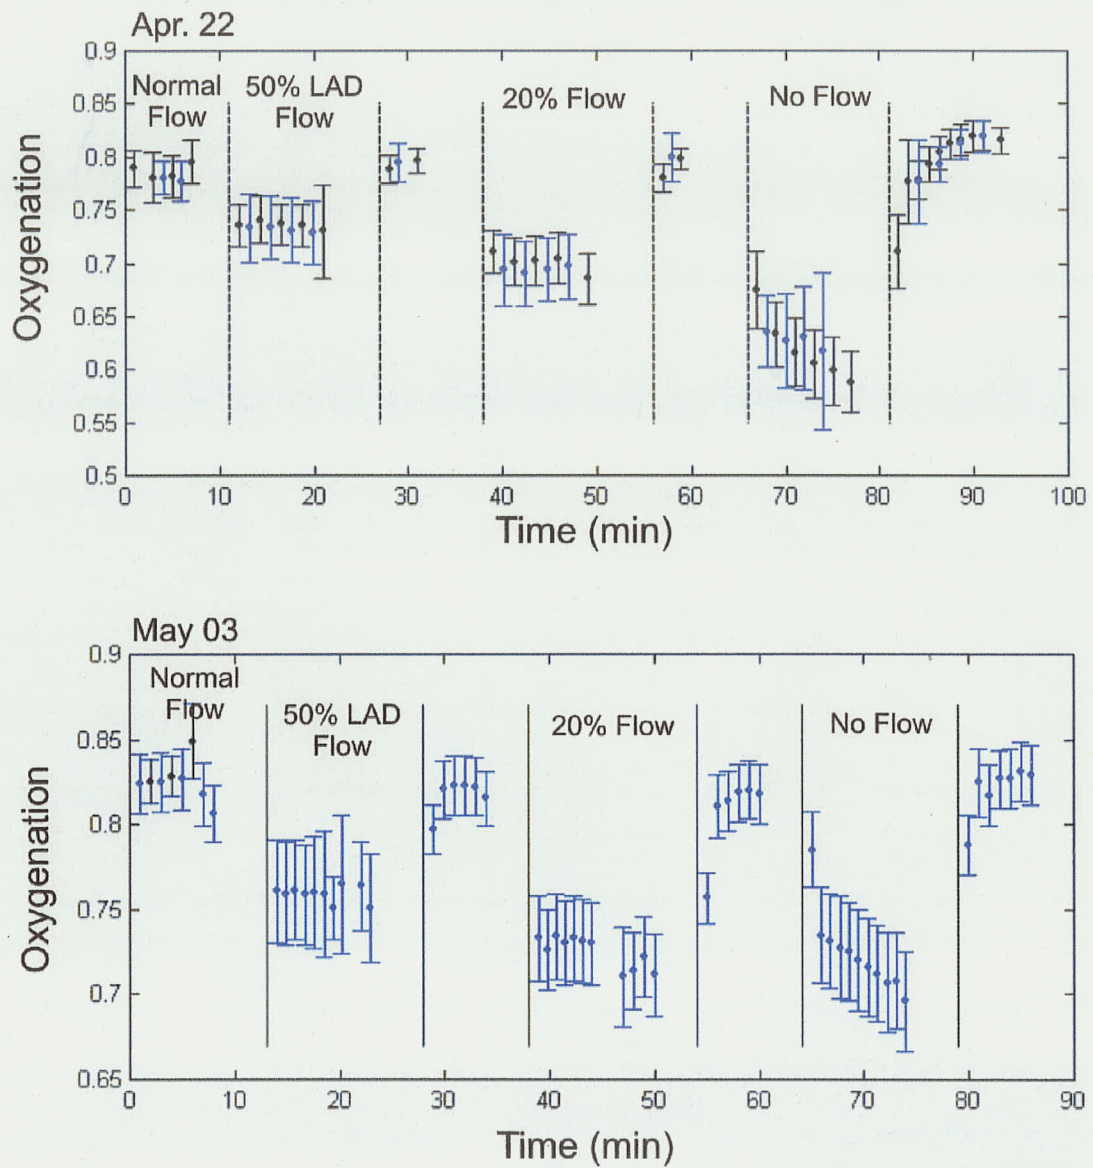 Apr. 22
0.9
0.85
0.8
0.75
0.7
0.65
0.6
0.55
0.5
Oxygenation
Normal
Flow
50% LAD
Flow
20% Flow
No Flow
0 10 20 30 40 50 60 70 80 90 100
Time (min)
May 03
0.9
0.85
0.8
0.75
0.7
0.65
Oxygenation
Normal
Flow
50% LAD
Flow
20% Flow
No Flow
0 10 20 30 40 50 60 70 80 90
Time (min)